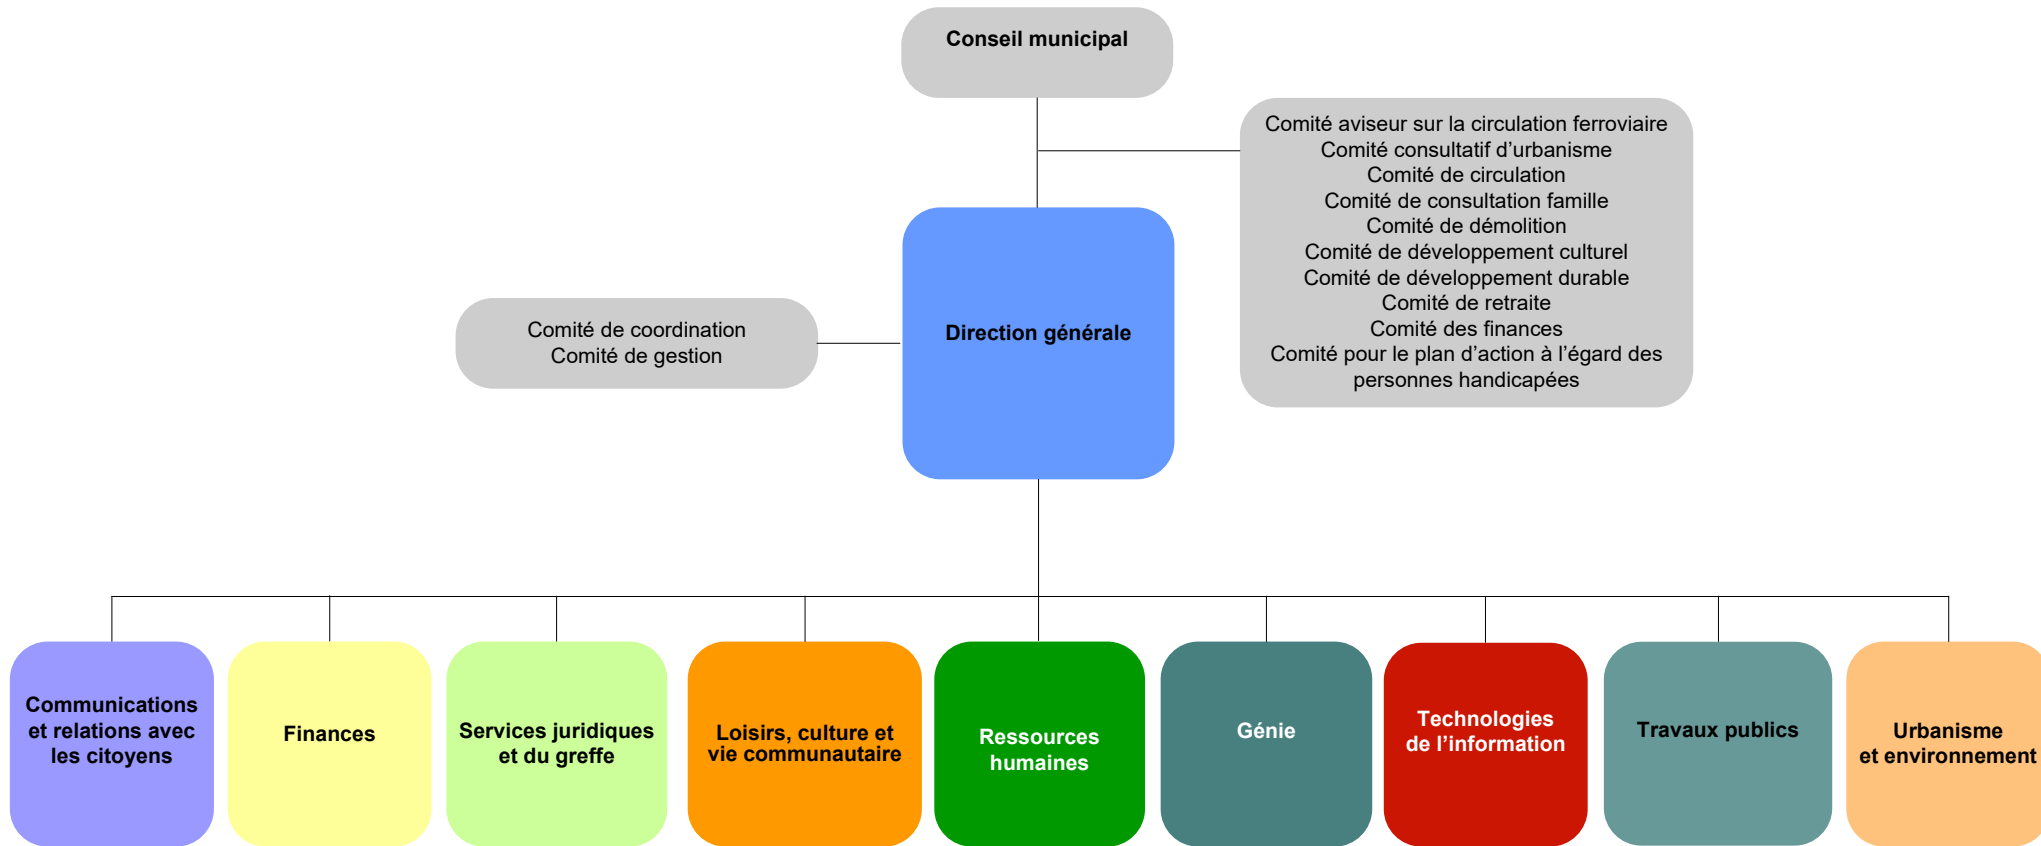 Conseil municipal
Comité aviseur sur la circulation ferroviaire
Comité consultatif d’urbanisme
Comité de circulation
Comité de consultation famille
Comité de démolition
Comité de développement culturel
Comité de développement durable
Comité de retraite
Comité des finances
Comité pour le plan d’action à l’égard des
personnes handicapées
Comité de coordination
Comité de gestion
Direction générale
Communications
et relations avec
les citoyens
Finances
Services juridiques
et du greffe
Loisirs, culture et
vie communautaire
Ressources
humaines
Génie
Technologies
de l’information
Travaux publics
Urbanisme
et environnement